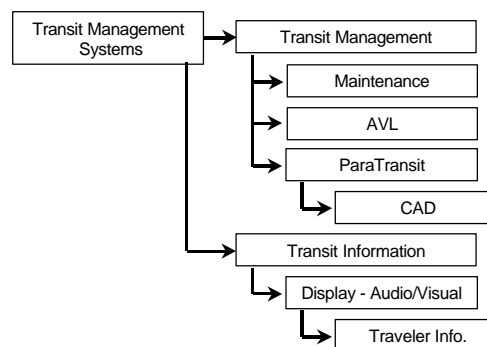 Transit Management
Systems
Transit Management
Maintenance
AVL
ParaTransit
CAD
Transit Information
Display - Audio/Visual
Traveler Info.